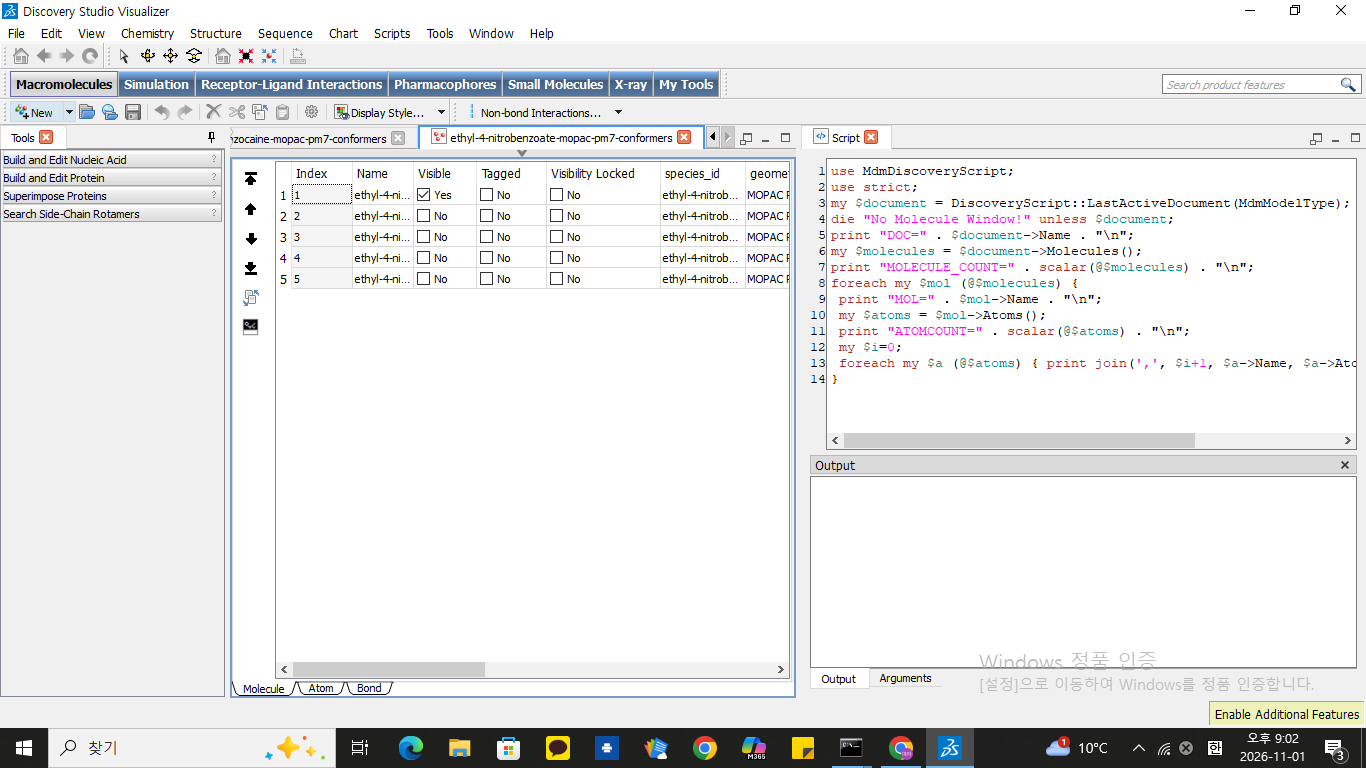 Discovery Studio Visualizer
File Edit View Chemistry Structure Sequence Chart Scripts Tools Window Help
Macromolecules Simulation Receptor-Ligand Interactions Pharmacophores Small Molecules X-ray My Tools
Search product features
New Display Style... Non-bond Interactions...
Tools
Build and Edit Nucleic Acid ?
Build and Edit Protein ?
Superimpose Proteins ?
Search Side-Chain Rotamers ?
nzocaine-mopac-pm7-conformers ethyl-4-nitrobenzoate-mopac-pm7-conformers
Index Name Visible Tagged Visibility Locked species_id geomet
1 1 ethyl-4-ni... Yes No No ethyl-4-nitrob... MOPAC P
2 2 ethyl-4-ni... No No No ethyl-4-nitrob... MOPAC P
3 3 ethyl-4-ni... No No No ethyl-4-nitrob... MOPAC P
4 4 ethyl-4-ni... No No No ethyl-4-nitrob... MOPAC P
5 5 ethyl-4-ni... No No No ethyl-4-nitrob... MOPAC P
Molecule Atom Bond
Script
1 use MdmDiscoveryScript;
2 use strict;
3 my $document = DiscoveryScript::LastActiveDocument(MdmModelType);
4 die "No Molecule Window!" unless $document;
5 print "DOC=" . $document->Name . "\n";
6 my $molecules = $document->Molecules();
7 print "MOLECULE_COUNT=" . scalar(@$molecules) . "\n";
8 foreach my $mol (@$molecules) {
9 print "MOL=" . $mol->Name . "\n";
10 my $atoms = $mol->Atoms();
11 print "ATOMCOUNT=" . scalar(@$atoms) . "\n";
12 my $i=0;
13 foreach my $a (@$atoms) { print join(',', $i+1, $a->Name, $a->Ato
14 }
Output
Windows 정품 인증
[설정]으로 이동하여 Windows를 정품 인증합니다.
Output Arguments
Enable Additional Features
찾기
M365
1
10°C
한
오후 9:02
2026-11-01
3